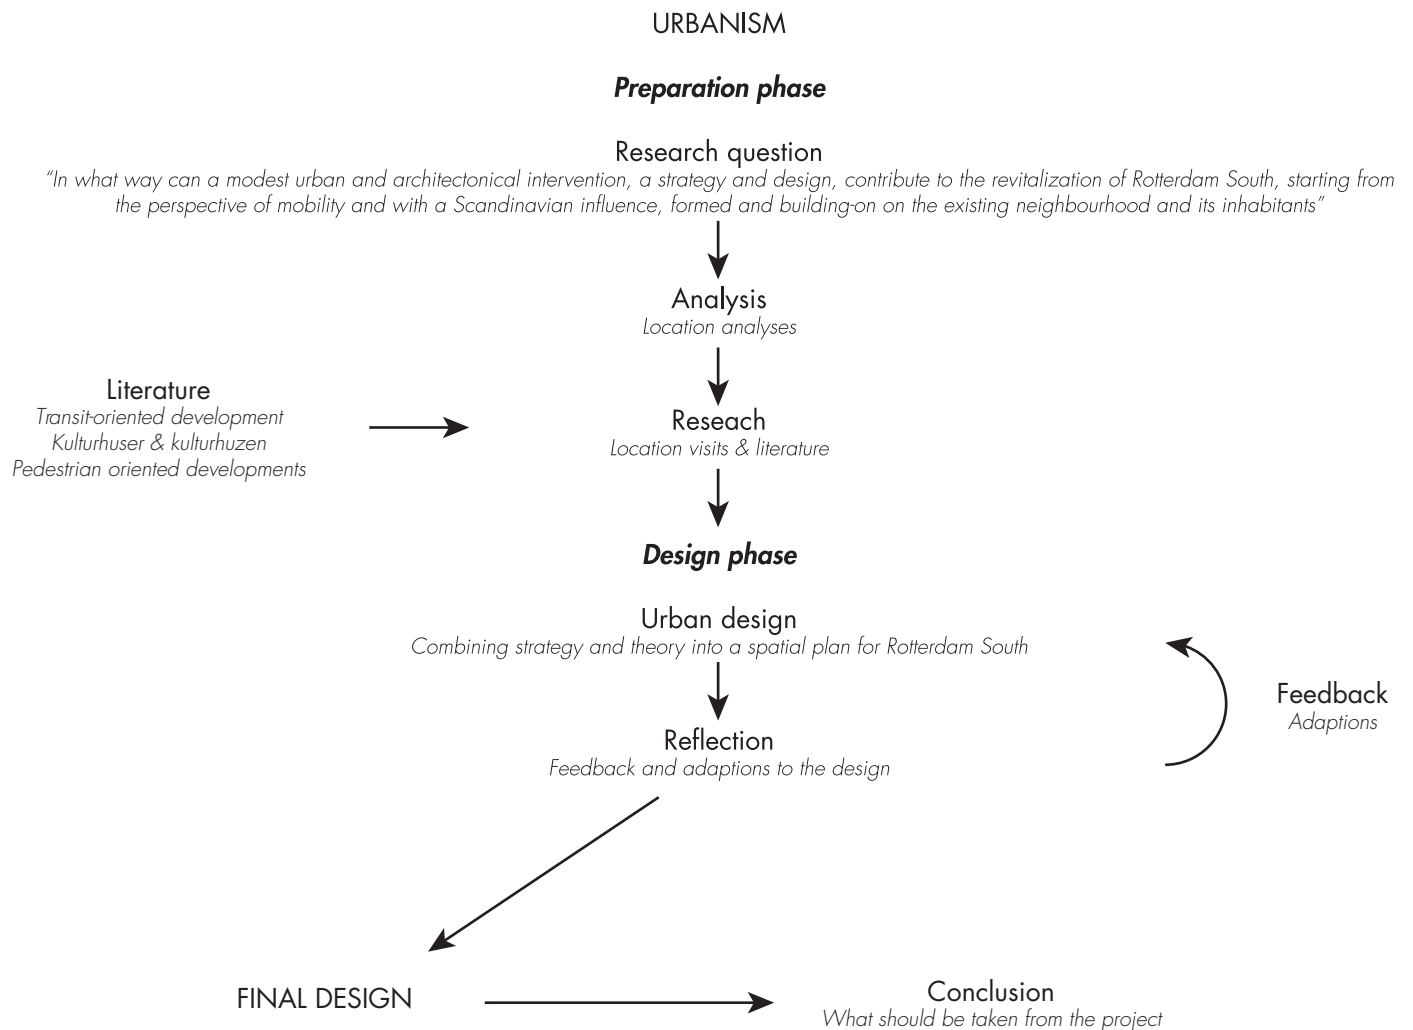 URBANISM
Preparation phase
Research question
“In what way can a modest urban and architectonical intervention, a strategy and design, contribute to the revitalization of Rotterdam South, starting from
the perspective of mobility and with a Scandinavian influence, formed and building-on on the existing neighbourhood and its inhabitants”
Analysis
Location analyses
Literature
Transit-oriented development
Kulturhuser & kulturhuzen
Pedestrian oriented developments
Reseach
Location visits & literature
Design phase
Urban design
Combining strategy and theory into a spatial plan for Rotterdam South
Feedback
Adaptions
Reflection
Feedback and adaptions to the design
FINAL DESIGN
Conclusion
What should be taken from the project